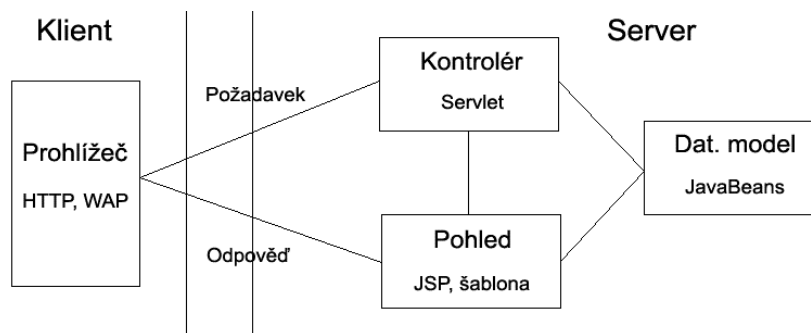 Klient
Server
Požadavek
Kontrolér
Servlet
Prohlížeč
HTTP, WAP
Dat. model
JavaBeans
Odpověď
Pohled
JSP, šablona